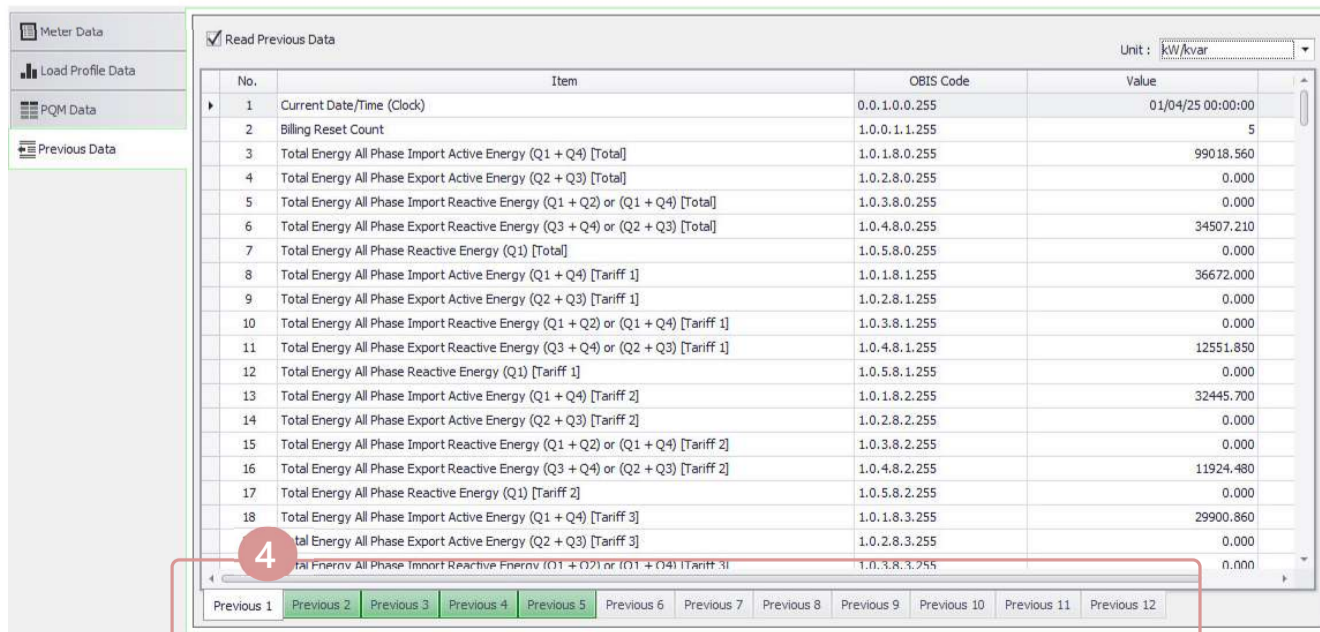 Meter Data
Load Profile Data
PQM Data
Previous Data
Read Previous Data
Unit : kW/kvar
No. Item OBIS Code Value
1 Current Date/Time (Clock) 0.0.1.0.0.255 01/04/25 00:00:00
2 Billing Reset Count 1.0.0.1.1.255 5
3 Total Energy All Phase Import Active Energy (Q1 + Q4) [Total] 1.0.1.8.0.255 99018.560
4 Total Energy All Phase Export Active Energy (Q2 + Q3) [Total] 1.0.2.8.0.255 0.000
5 Total Energy All Phase Import Reactive Energy (Q1 + Q2) or (Q1 + Q4) [Total] 1.0.3.8.0.255 0.000
6 Total Energy All Phase Export Reactive Energy (Q3 + Q4) or (Q2 + Q3) [Total] 1.0.4.8.0.255 34507.210
7 Total Energy All Phase Reactive Energy (Q1) [Total] 1.0.5.8.0.255 0.000
8 Total Energy All Phase Import Active Energy (Q1 + Q4) [Tariff 1] 1.0.1.8.1.255 36672.000
9 Total Energy All Phase Export Active Energy (Q2 + Q3) [Tariff 1] 1.0.2.8.1.255 0.000
10 Total Energy All Phase Import Reactive Energy (Q1 + Q2) or (Q1 + Q4) [Tariff 1] 1.0.3.8.1.255 0.000
11 Total Energy All Phase Export Reactive Energy (Q3 + Q4) or (Q2 + Q3) [Tariff 1] 1.0.4.8.1.255 12551.850
12 Total Energy All Phase Reactive Energy (Q1) [Tariff 1] 1.0.5.8.1.255 0.000
13 Total Energy All Phase Import Active Energy (Q1 + Q4) [Tariff 2] 1.0.1.8.2.255 32445.700
14 Total Energy All Phase Export Active Energy (Q2 + Q3) [Tariff 2] 1.0.2.8.2.255 0.000
15 Total Energy All Phase Import Reactive Energy (Q1 + Q2) or (Q1 + Q4) [Tariff 2] 1.0.3.8.2.255 0.000
16 Total Energy All Phase Export Reactive Energy (Q3 + Q4) or (Q2 + Q3) [Tariff 2] 1.0.4.8.2.255 11924.480
17 Total Energy All Phase Reactive Energy (Q1) [Tariff 2] 1.0.5.8.2.255 0.000
18 Total Energy All Phase Import Active Energy (Q1 + Q4) [Tariff 3] 1.0.1.8.3.255 29900.860
tal Energy All Phase Export Active Energy (Q2 + Q3) [Tariff 3] 1.0.2.8.3.255 0.000
4
tal Energy All Phase Import Reactive Energy (Q1 + Q2) or (Q1 + Q4) [Tariff 3] 1.0.3.8.3.255 0.000
Previous 1 Previous 2 Previous 3 Previous 4 Previous 5 Previous 6 Previous 7 Previous 8 Previous 9 Previous 10 Previous 11 Previous 12